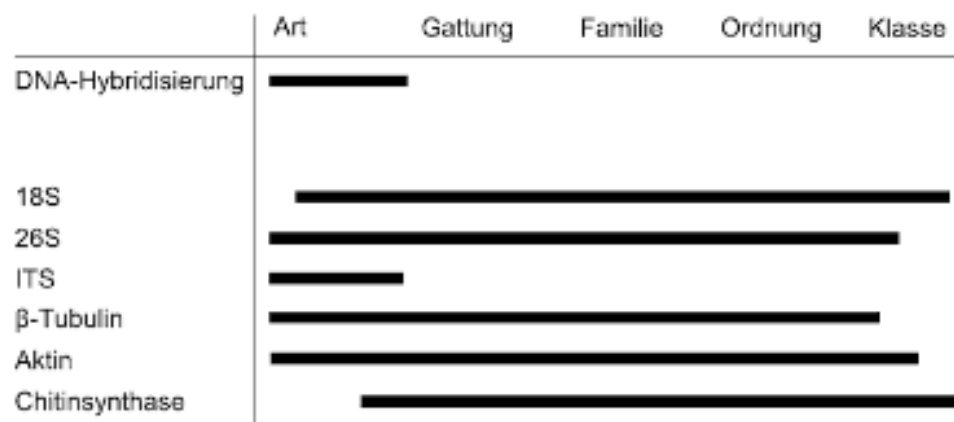 Art Gattung Familie Ordnung Klasse
DNA-Hybridisierung
18S
26S
ITS
β-Tubulin
Aktin
Chitinsynthase